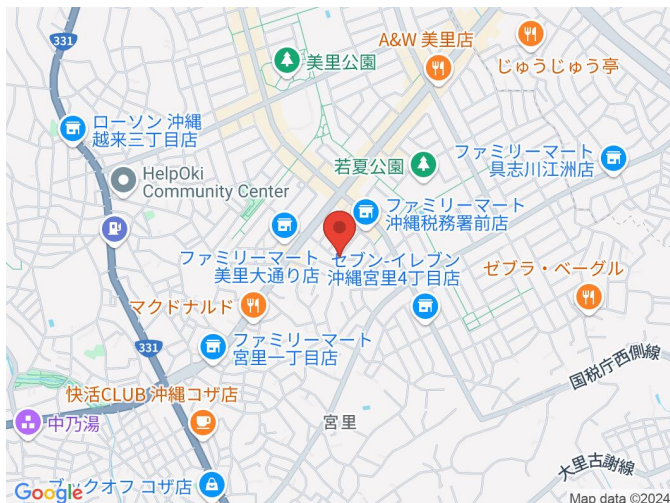 331
A&W 美里店
じゅうじゅう亭
美里公園
ローソン 沖縄
越来三丁目店
若夏公園
ファミリーマート
具志川江洲店
HelpOki
Community Center
ファミリーマート
沖縄税務署前店
ファミリーマート
美里大通り店
セブン-イレブン
沖縄宮里4丁目店
ゼブラ・ベーグル
マクドナルド
331
ファミリーマート
宮里一丁目店
国税庁西側線
快活CLUB 沖縄コザ店
中乃湯
宮里
大里古謝線
ブックオフ コザ店
Google
Map data ©2024